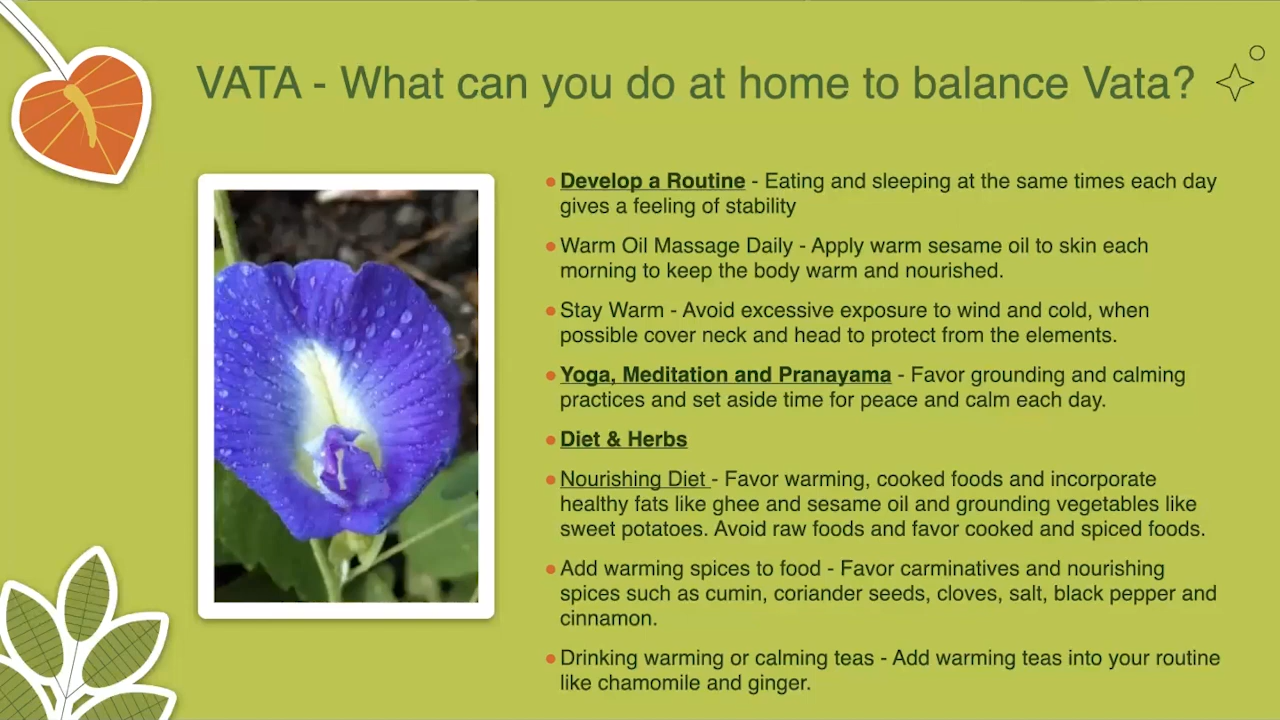 VATA - What can you do at home to balance Vata?
Develop a Routine - Eating and sleeping at the same times each day
gives a feeling of stability
Warm Oil Massage Daily - Apply warm sesame oil to skin each
morning to keep the body warm and nourished.
Stay Warm - Avoid excessive exposure to wind and cold, when
possible cover neck and head to protect from the elements.
Yoga, Meditation and Pranayama - Favor grounding and calming
practices and set aside time for peace and calm each day.
Diet & Herbs
Nourishing Diet - Favor warming, cooked foods and incorporate
healthy fats like ghee and sesame oil and grounding vegetables like
sweet potatoes. Avoid raw foods and favor cooked and spiced foods.
Add warming spices to food - Favor carminatives and nourishing
spices such as cumin, coriander seeds, cloves, salt, black pepper and
cinnamon.
Drinking warming or calming teas - Add warming teas into your routine
like chamomile and ginger.